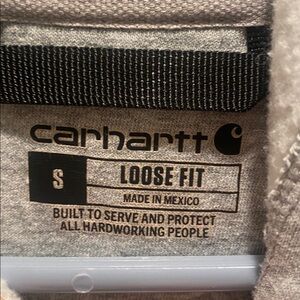 carhartt
S
LOOSE FIT
MADE IN MEXICO
BUILT TO SERVE AND PROTECT
ALL HARDWORKING PEOPLE